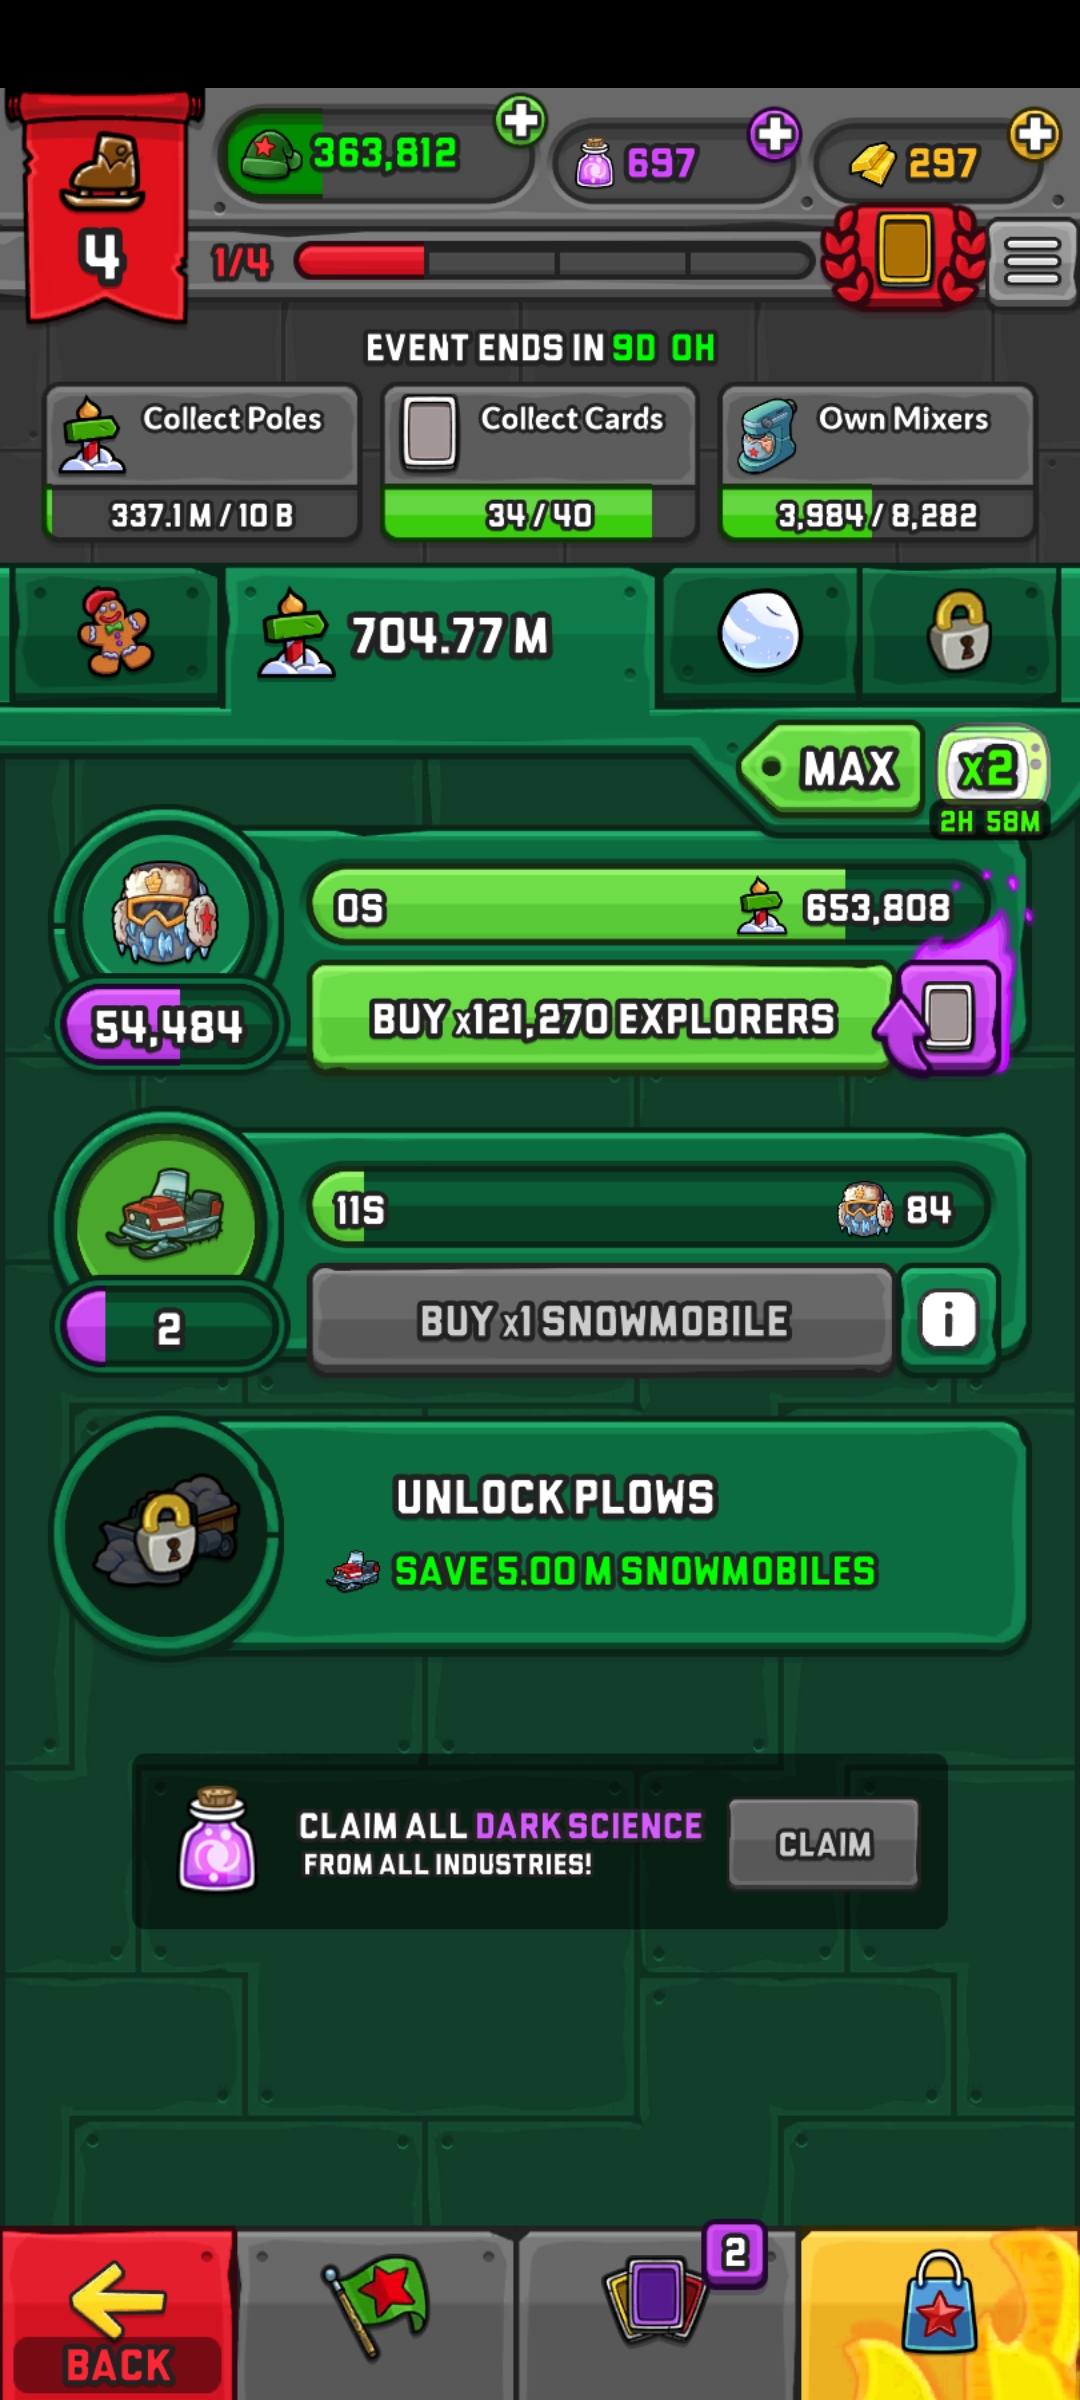 363,812
697
297
4
1/4
EVENT ENDS IN 9D 0H
Collect Poles
Collect Cards
Own Mixers
337.1 M / 10 B
34 / 40
3,984 / 8,282
704.77 M
MAX
x2
2H 58M
0S
653,808
54,484
BUY x121,270 EXPLORERS
11S
84
2
BUY x1 SNOWMOBILE
i
UNLOCK PLOWS
SAVE 5.00 M SNOWMOBILES
CLAIM ALL DARK SCIENCE
FROM ALL INDUSTRIES!
CLAIM
2
BACK